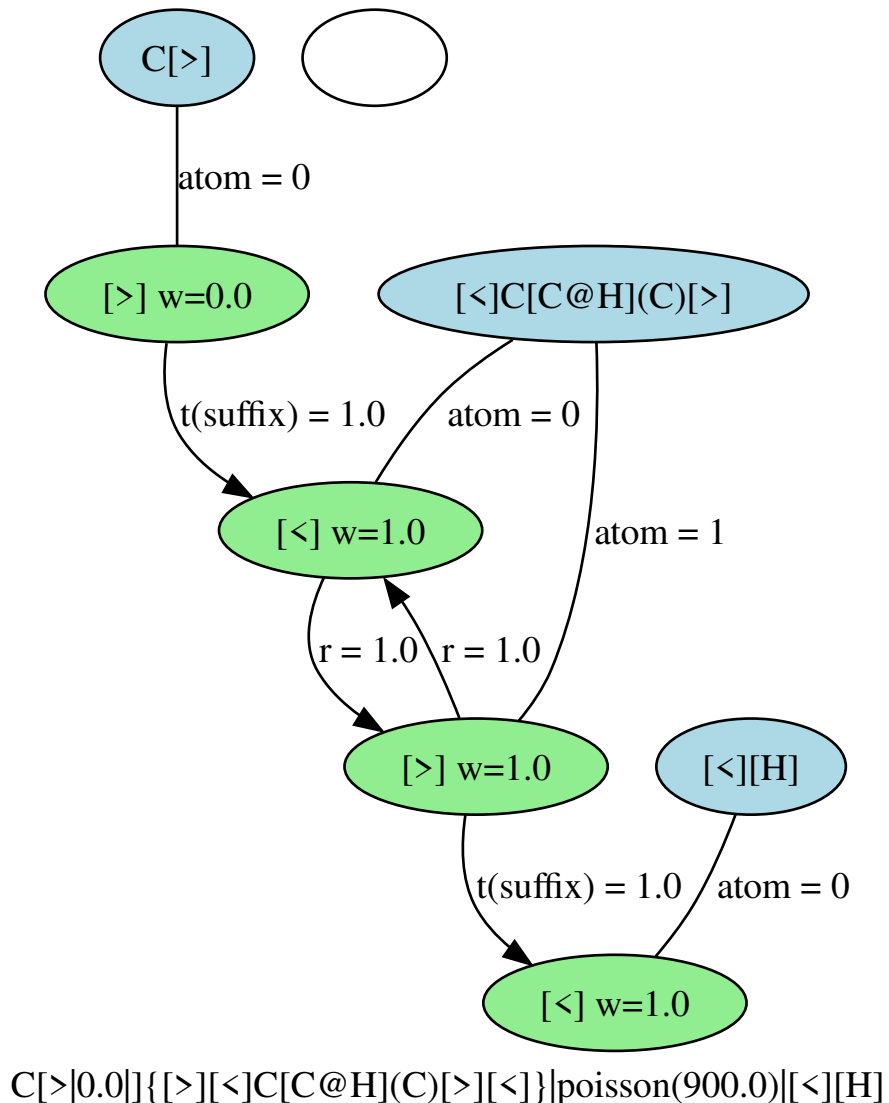 C[>]
atom = 0
[>] w=0.0
[<]C[C@H](C)[>]
t(suffix) = 1.0
atom = 0
[<] w=1.0
atom = 1
r = 1.0
r = 1.0
[>] w=1.0
[<][H]
t(suffix) = 1.0
atom = 0
[<] w=1.0
C[>|0.0|]{[>][<]C[C@H](C)[>][<]}|poisson(900.0)|[<][H]